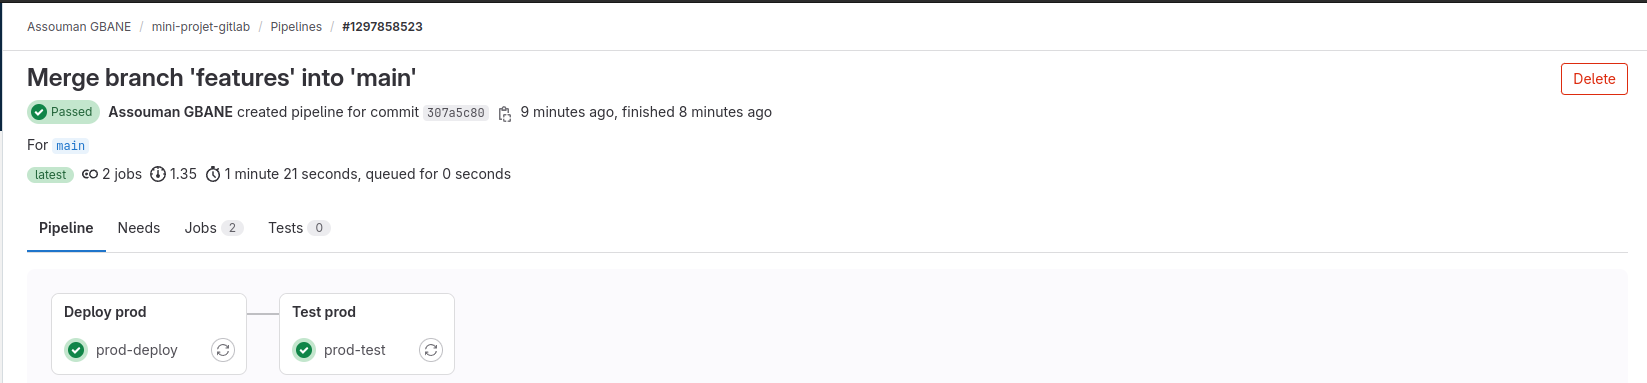 Assouman GBANE / mini-projet-gitlab / Pipelines / #1297858523
Merge branch 'features' into 'main'
Delete
Passed Assouman GBANE created pipeline for commit 307a5c80 9 minutes ago, finished 8 minutes ago
For main
latest 2 jobs 1.35 1 minute 21 seconds, queued for 0 seconds
Pipeline Needs Jobs 2 Tests 0
Deploy prod
prod-deploy
Test prod
prod-test